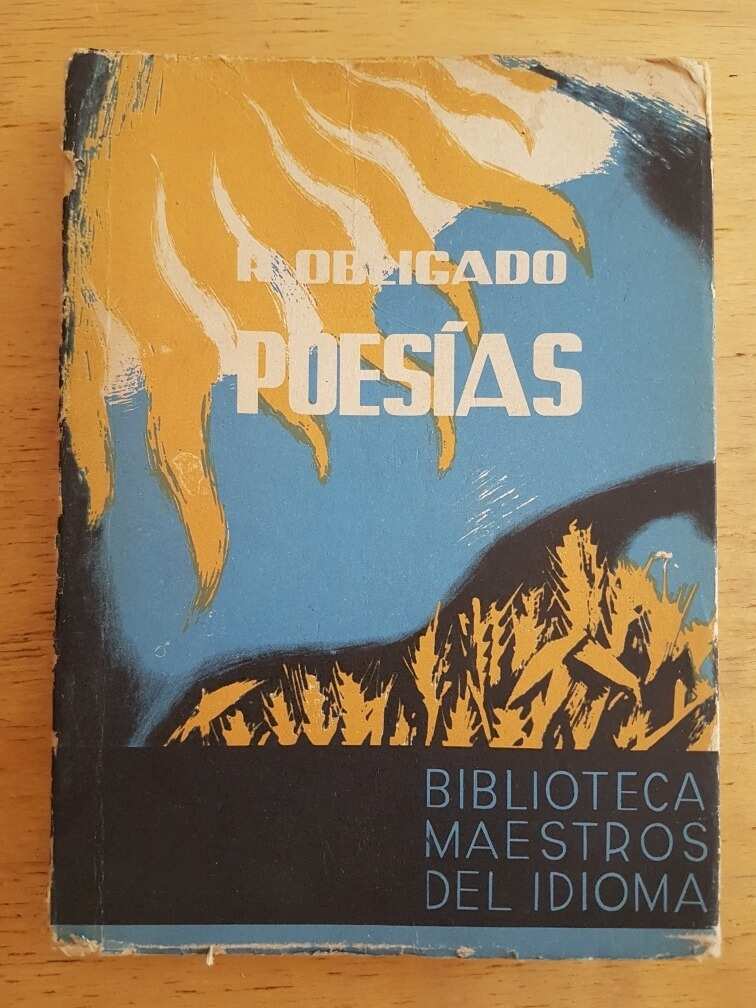 R. OBLIGADO
POESÍAS
BIBLIOTECA
MAESTROS
DEL IDIOMA